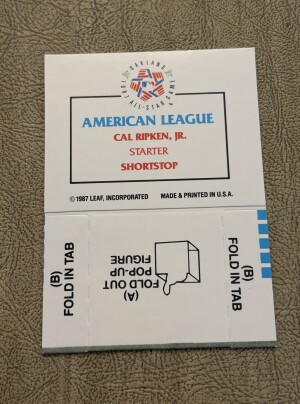 OAKLAND
1987 ALL-STAR GAME
AMERICAN LEAGUE
CAL RIPKEN, JR.
STARTER
SHORTSTOP
©1987 LEAF, INCORPORATED MADE & PRINTED IN U.S.A.
(B)
FOLD IN TAB
(A)
FOLD OUT
POP-UP
FIGURE
(B)
FOLD IN TAB